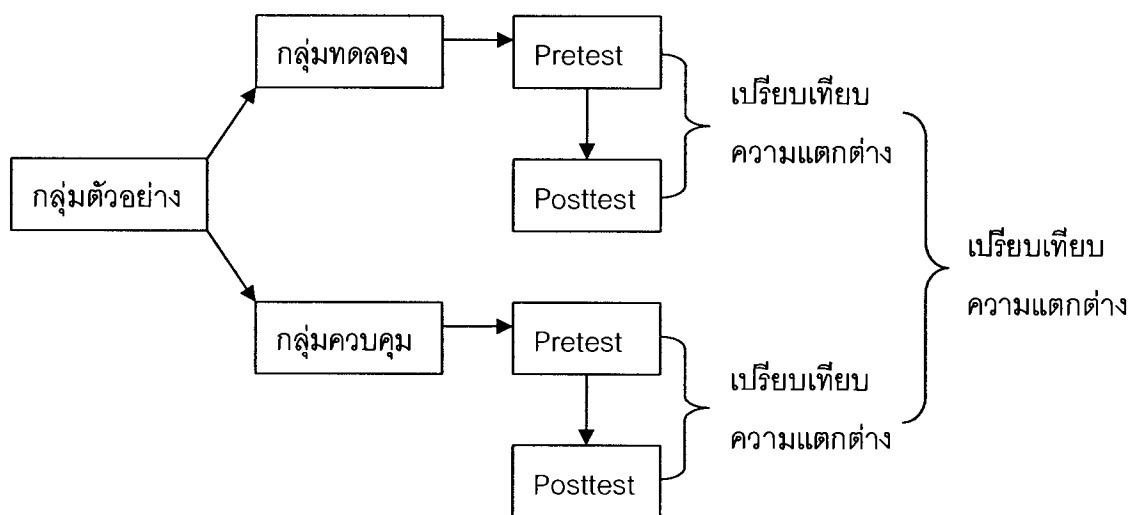 กลุ่มทดลอง
Pretest
เปรียบเทียบ
ความแตกต่าง
Posttest
กลุ่มตัวอย่าง
เปรียบเทียบ
ความแตกต่าง
กลุ่มควบคุม
Pretest
เปรียบเทียบ
ความแตกต่าง
Posttest